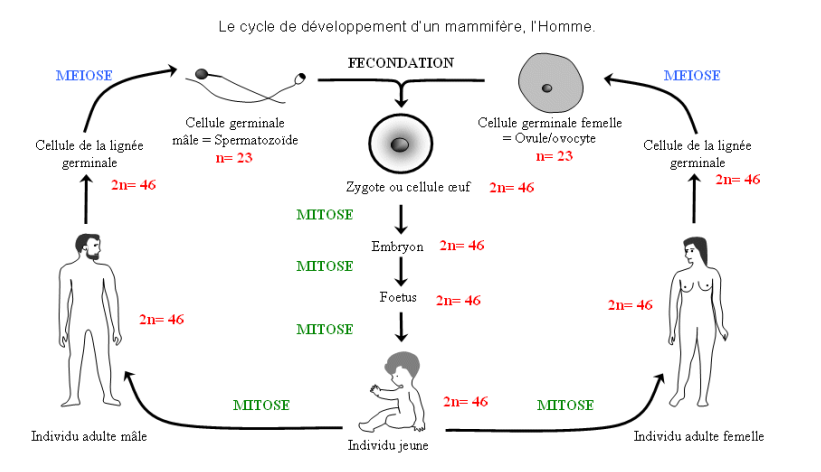 Le cycle de développement d'un mammifère, l'Homme.
FECONDATION
MEIOSE
MEIOSE
Cellule germinale
mâle = Spermatozoïde
n= 23
Cellule germinale femelle
= Ovule/ovocyte
n= 23
Cellule de la lignée
germinale
2n= 46
Cellule de la lignée
germinale
2n= 46
Zygote ou cellule œuf
2n= 46
MITOSE
Embryon
2n= 46
MITOSE
Foetus
2n= 46
MITOSE
2n= 46
2n= 46
2n= 46
MITOSE
MITOSE
Individu adulte mâle
Individu jeune
Individu adulte femelle